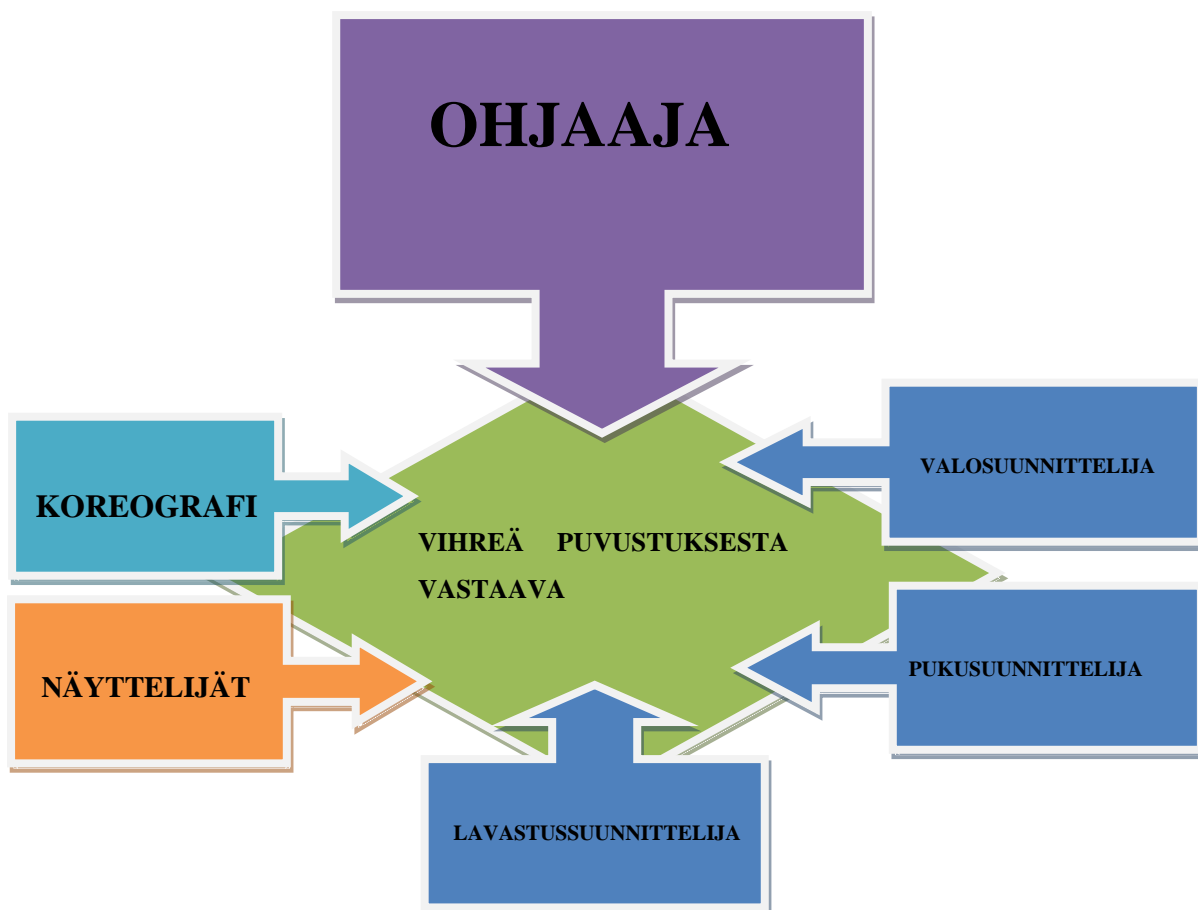 OHJAAJA
VALOSUUNNITTELIJA
KOREOGRAFI
VIHREÄ PUVUSTUKSESTA
VASTAAVA
PUKUSUUNNITTELIJA
NÄYTTELIJÄT
LAVASTUSSUUNNITTELIJA